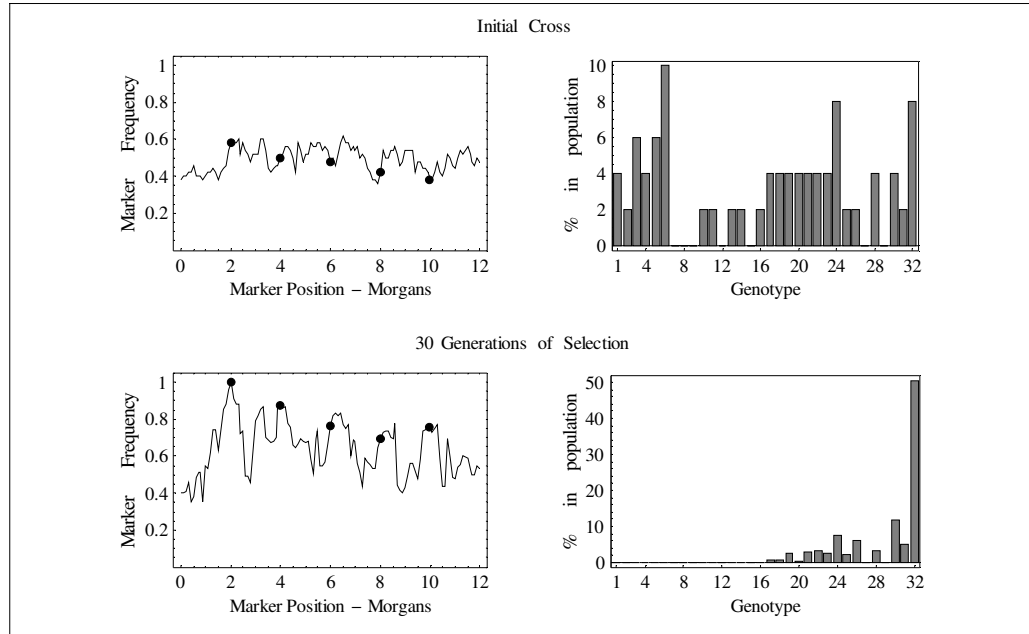 Initial Cross
Marker Frequency
1
0.8
0.6
0.4
0.2
0 2 4 6 8 10 12
Marker Position – Morgans
% in population
10
8
6
4
2
0
1 4 8 12 16 20 24 28 32
Genotype
30 Generations of Selection
Marker Frequency
1
0.8
0.6
0.4
0.2
0 2 4 6 8 10 12
Marker Position – Morgans
% in population
50
40
30
20
10
0
1 4 8 12 16 20 24 28 32
Genotype